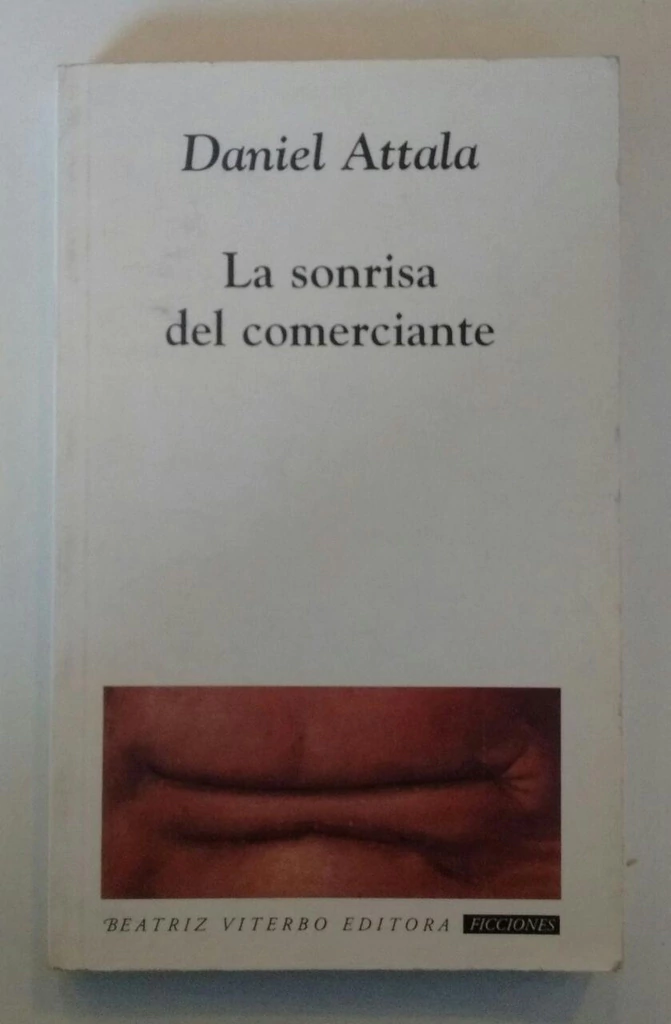 Daniel Attala
La sonrisa
del comerciante
BEATRIZ VITERBO EDITORA FICCIONES